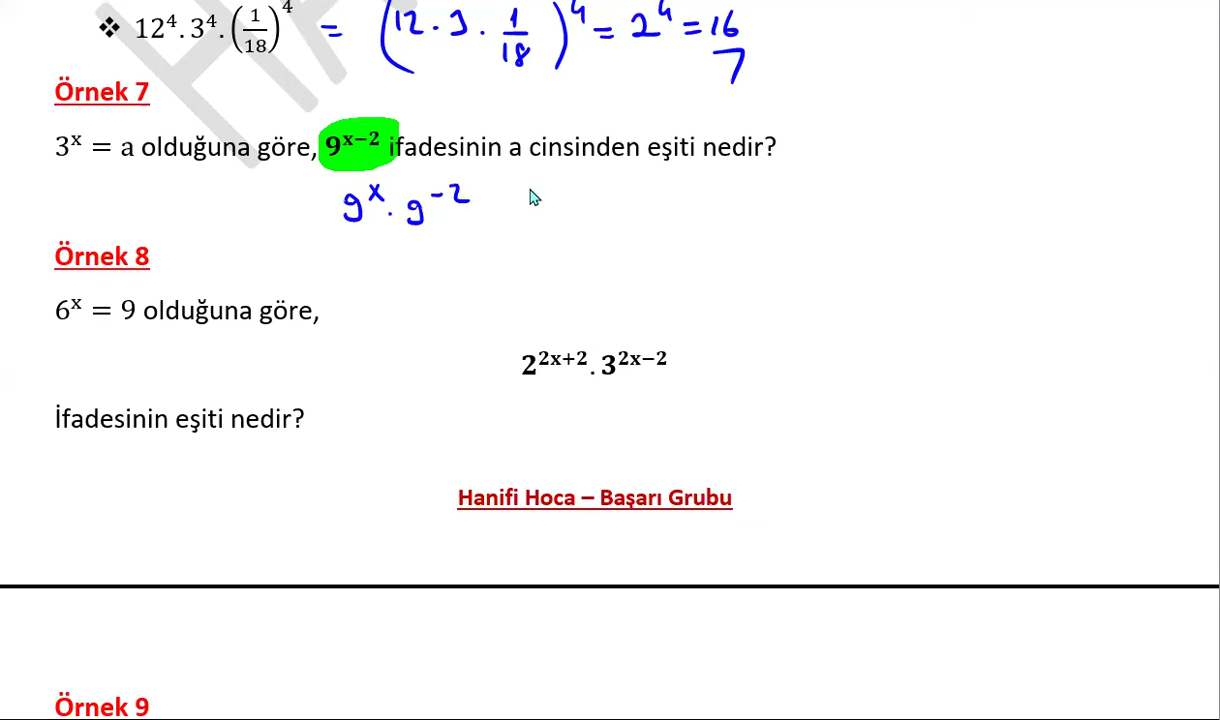 ❖ 12⁴.3⁴.(1/18)⁴ = (12 . 3 . 1/18)⁴ = 2⁴ = 16
Örnek 7
3ˣ = a olduğuna göre, 9ˣ⁻² ifadesinin a cinsinden eşiti nedir?
9ˣ . 9⁻²
Örnek 8
6ˣ = 9 olduğuna göre,
2²ˣ⁺².3²ˣ⁻²
İfadesinin eşiti nedir?
Hanifi Hoca – Başarı Grubu
Örnek 9